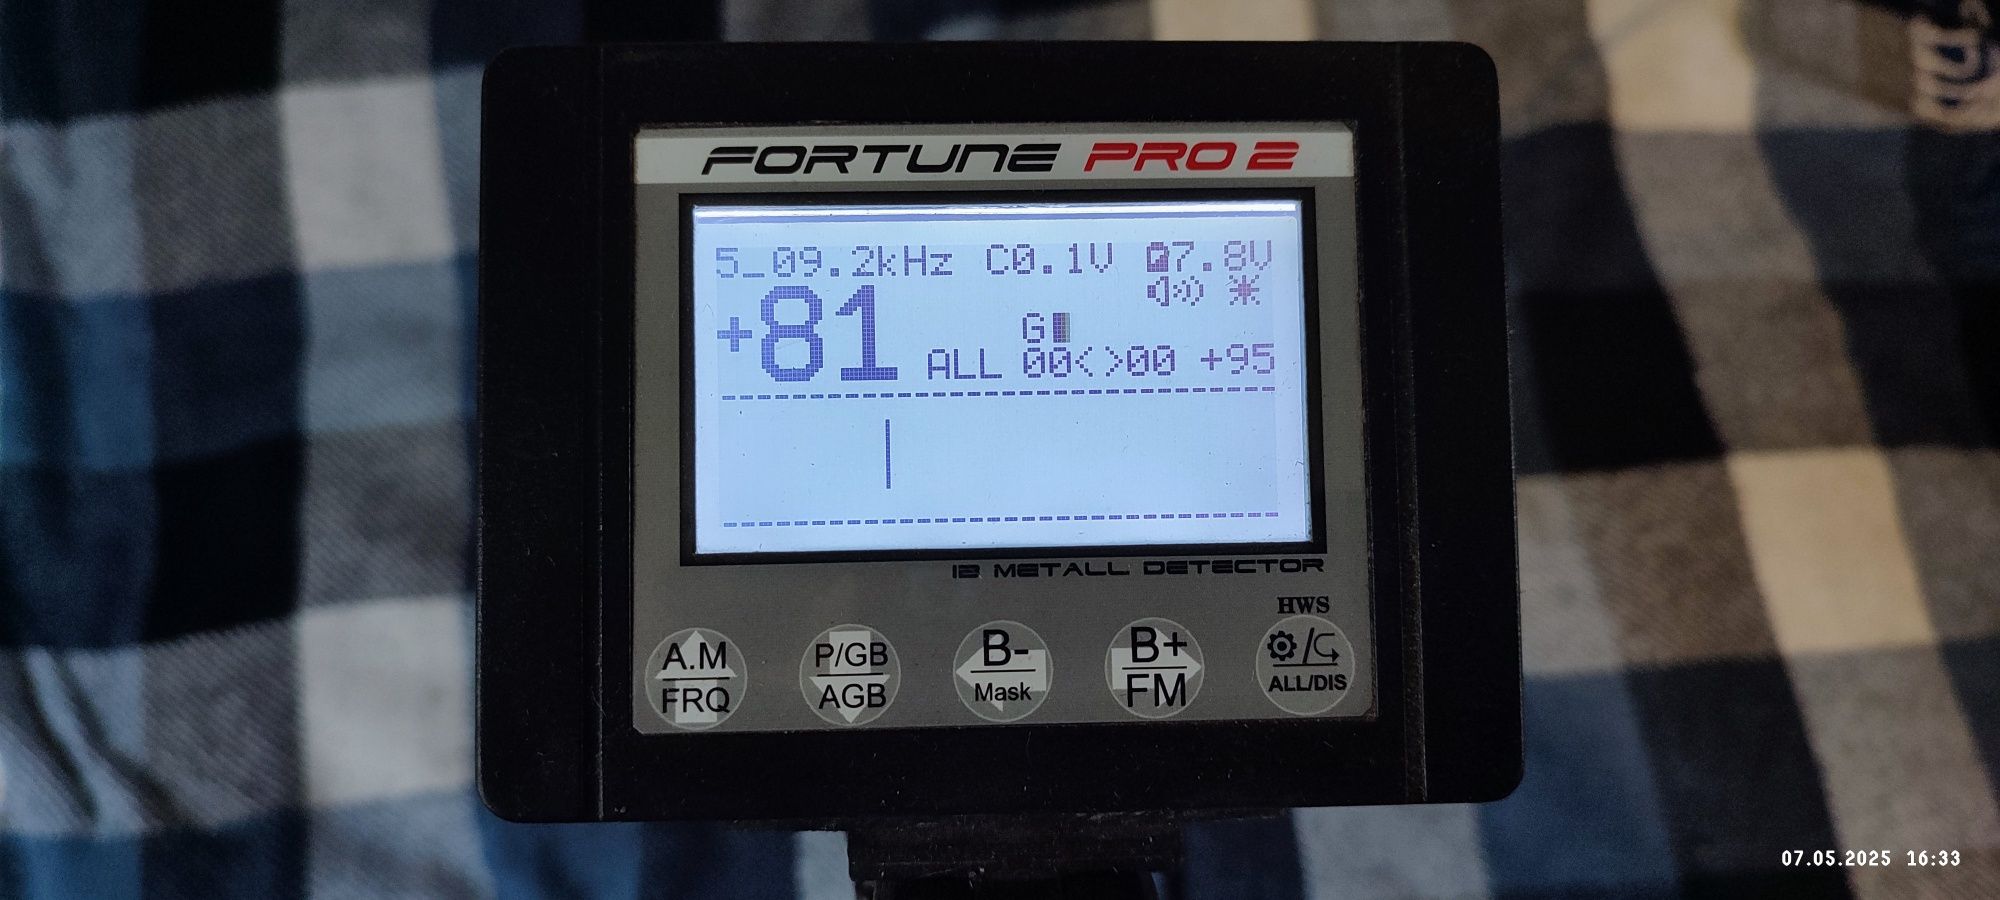 FORTUNE PRO 2
5_09.2kHz C0.1V 7.8V
+81
G
ALL 00<>00 +95
I2 METALL DETECTOR
HWS
A.M P/GB B- B+
FRQ AGB Mask FM ALL/DIS
07.05.2025 16:33